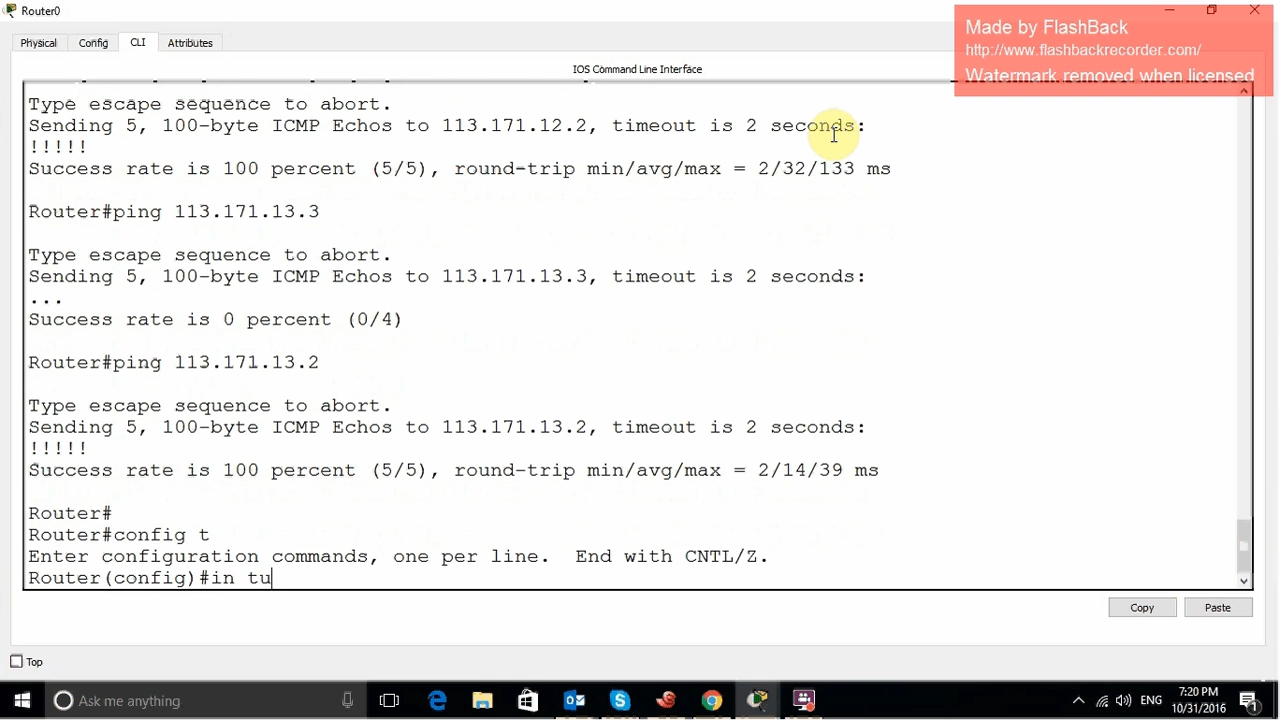 Router0
Made by FlashBack
http://www.flashbackrecorder.com/
Watermark removed when licensed
Physical Config CLI Attributes
IOS Command Line Interface
Type escape sequence to abort.
Sending 5, 100-byte ICMP Echos to 113.171.12.2, timeout is 2 seconds:
!!!!!
Success rate is 100 percent (5/5), round-trip min/avg/max = 2/32/133 ms
Router#ping 113.171.13.3
Type escape sequence to abort.
Sending 5, 100-byte ICMP Echos to 113.171.13.3, timeout is 2 seconds:
...
Success rate is 0 percent (0/4)
Router#ping 113.171.13.2
Type escape sequence to abort.
Sending 5, 100-byte ICMP Echos to 113.171.13.2, timeout is 2 seconds:
!!!!!
Success rate is 100 percent (5/5), round-trip min/avg/max = 2/14/39 ms
Router#
Router#config t
Enter configuration commands, one per line.  End with CNTL/Z.
Router(config)#in tu
Copy Paste
Top
Ask me anything
ENG
7:20 PM
10/31/2016
1